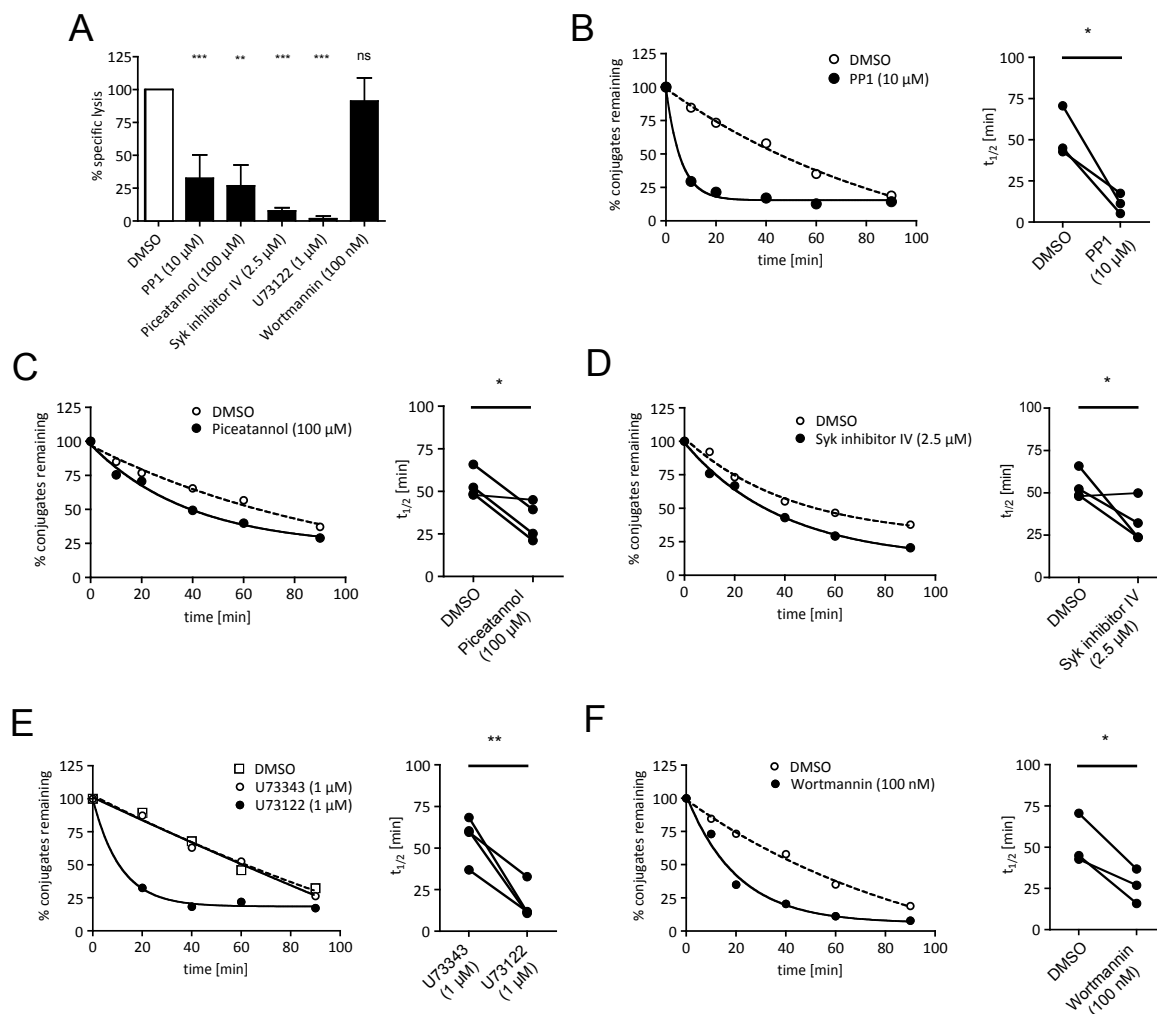 A
% specific lysis
125
100
75
50
25
0
*** ** *** *** ns
DMSO
PP1 (10 µM)
Piceatannol (100 µM)
Syk inhibitor IV (2.5 µM)
U73122 (1 µM)
Wortmannin (100 nM)
B
% conjugates remaining
125
100
75
50
25
0
0 20 40 60 80 100
time [min]
DMSO
PP1 (10 µM)
*
t1/2 [min]
100
75
50
25
0
DMSO
PP1
(10 µM)
C
% conjugates remaining
125
100
75
50
25
0
0 20 40 60 80 100
time [min]
DMSO
Piceatannol (100 µM)
*
t1/2 [min]
100
75
50
25
0
DMSO
Piceatannol
(100 µM)
D
% conjugates remaining
125
100
75
50
25
0
0 20 40 60 80 100
time [min]
DMSO
Syk inhibitor IV (2.5 µM)
*
t1/2 [min]
100
75
50
25
0
DMSO
Syk inhibitor IV
(2.5 µM)
E
% conjugates remaining
125
100
75
50
25
0
0 20 40 60 80 100
time [min]
DMSO
U73343 (1 µM)
U73122 (1 µM)
**
t1/2 [min]
100
75
50
25
0
U73343
(1 µM)
U73122
(1 µM)
F
% conjugates remaining
125
100
75
50
25
0
0 20 40 60 80 100
time [min]
DMSO
Wortmannin (100 nM)
*
t1/2 [min]
100
75
50
25
0
DMSO
Wortmannin
(100 nM)